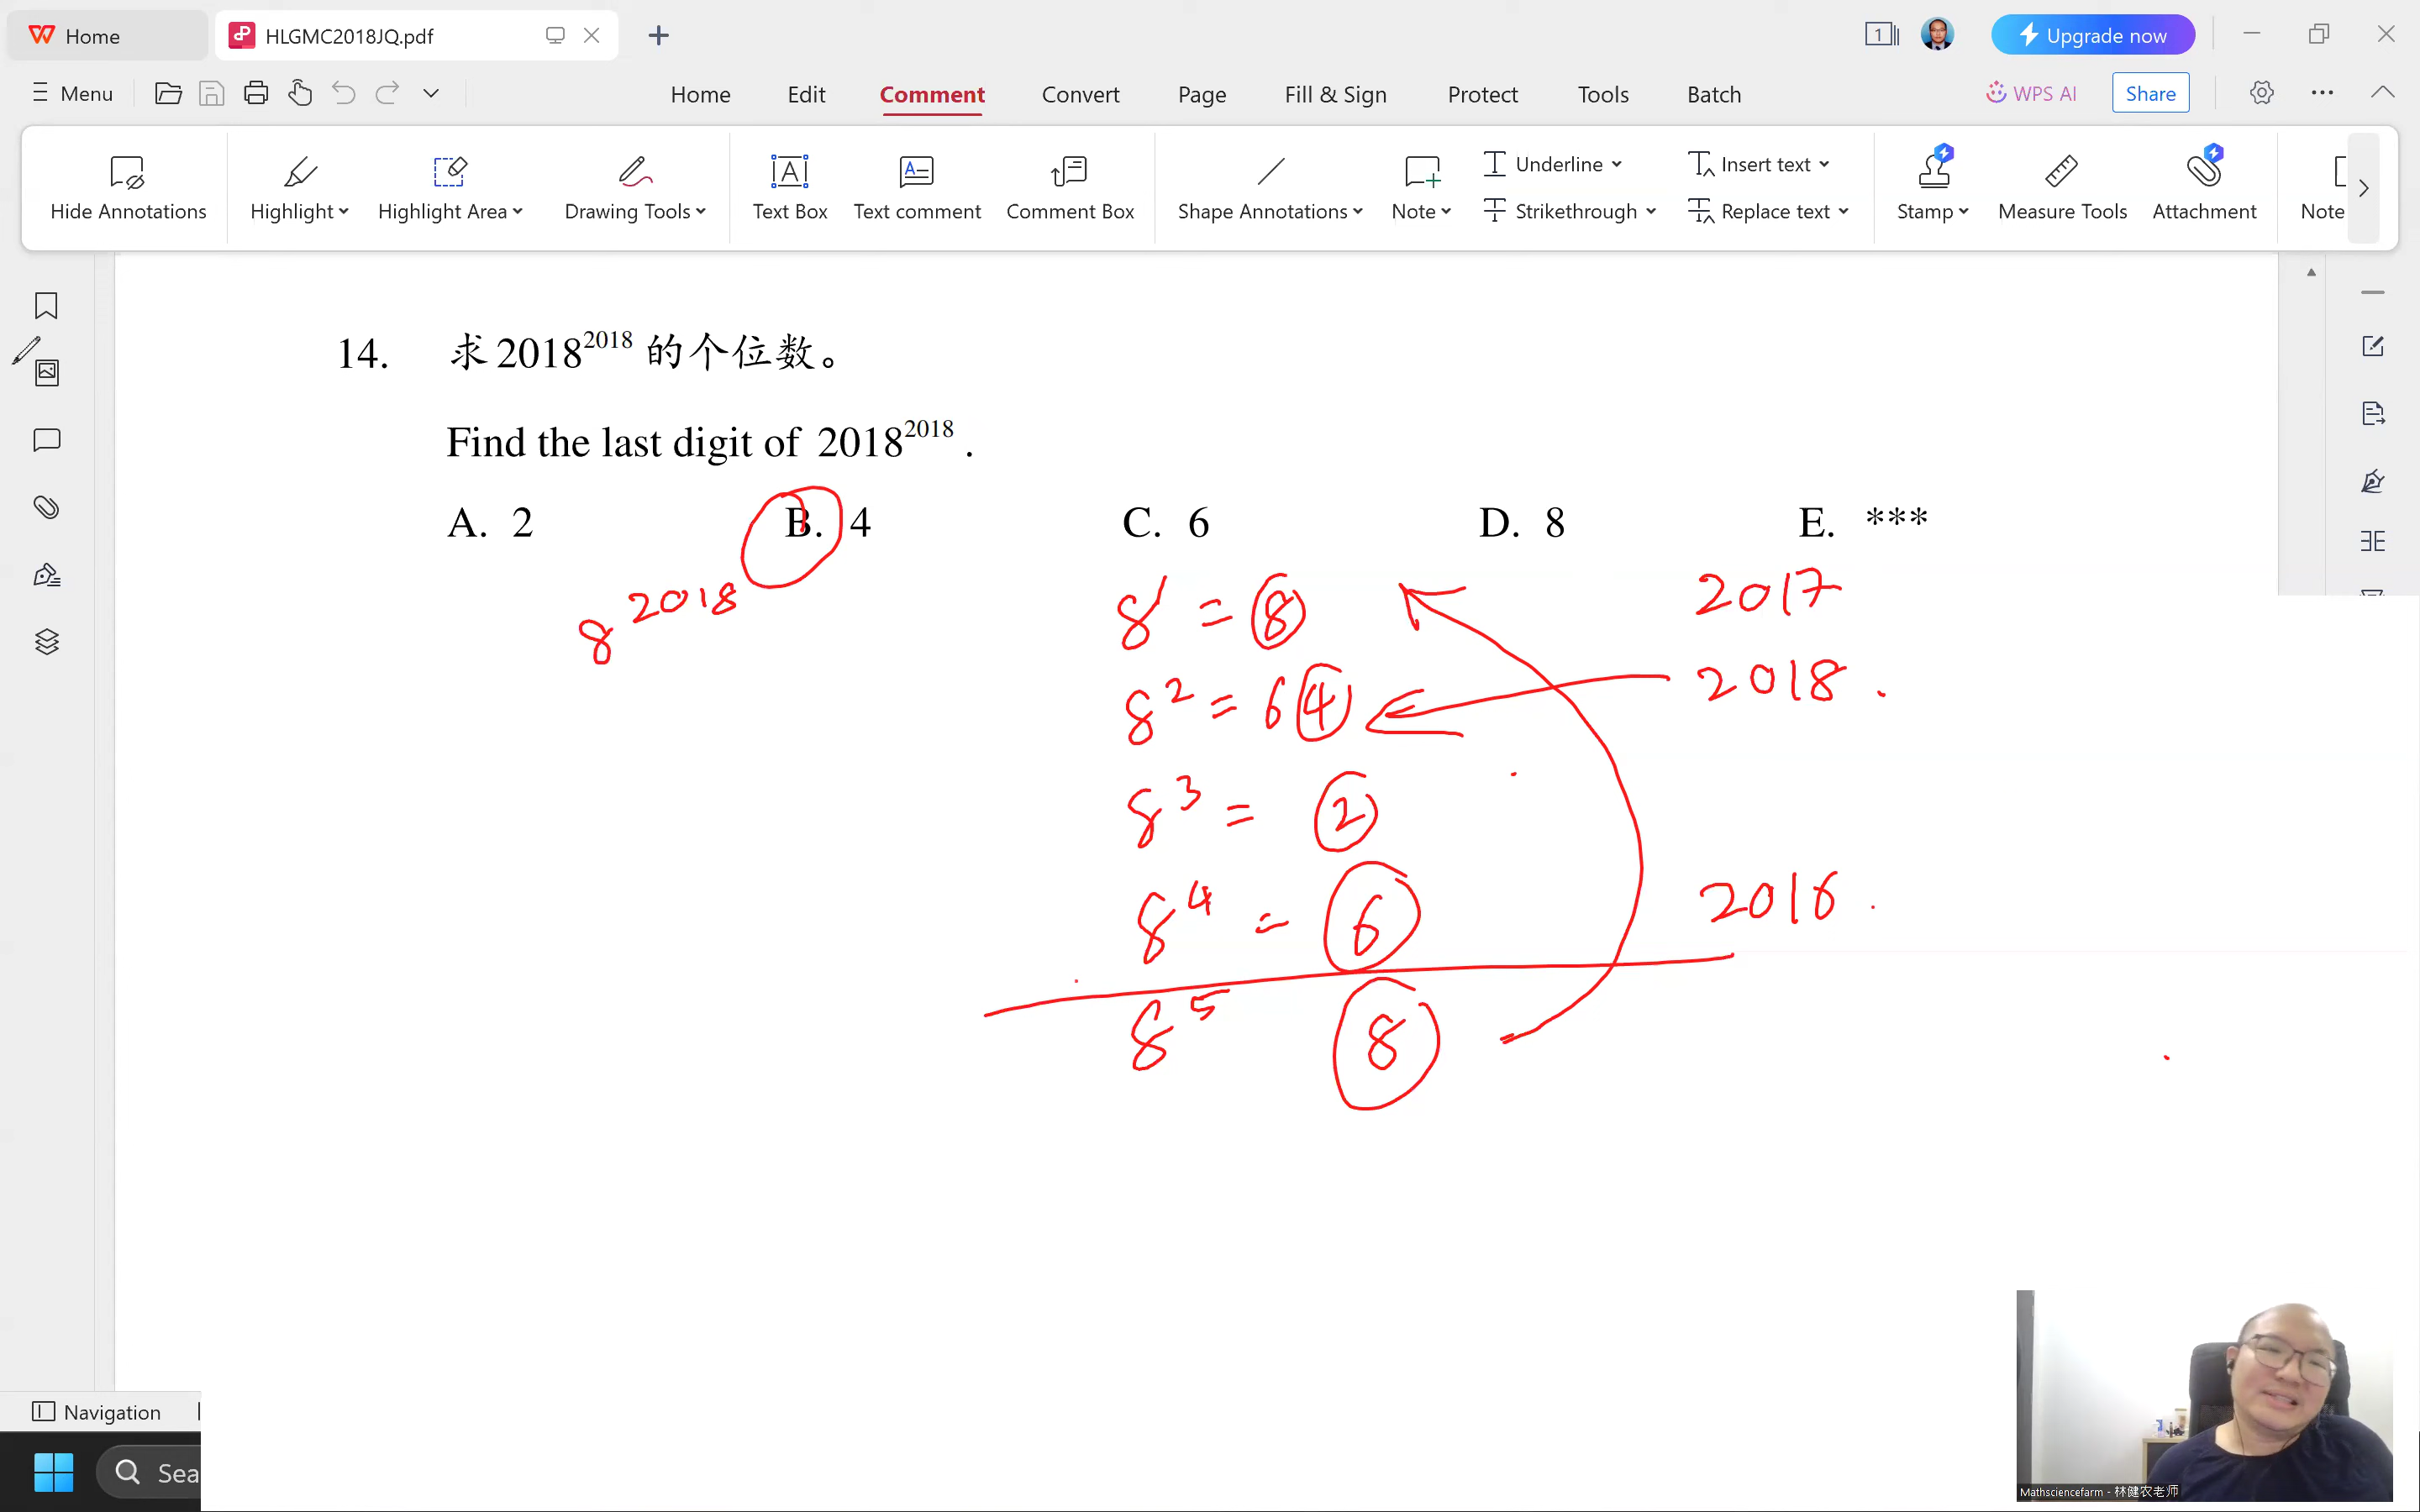 Home
HLGMC2018JQ.pdf
1
Upgrade now
Menu
Home Edit Comment Convert Page Fill & Sign Protect Tools Batch
WPS AI
Share
Hide Annotations
Highlight
Highlight Area
Drawing Tools
Text Box
Text comment
Comment Box
Shape Annotations
Note
Underline
Strikethrough
Insert text
Replace text
Stamp
Measure Tools
Attachment
Note
14. 求 2018^2018 的个位数。
Find the last digit of 2018^2018 .
A. 2 B. 4 C. 6 D. 8 E. ***
8^2018
8^1 = 8 2017
8^2 = 64 2018 .
8^3 = 2
8^4 = 6 2016 .
8^5 8
Navigation
Sea
Mathsciencefarm - 林健农老师